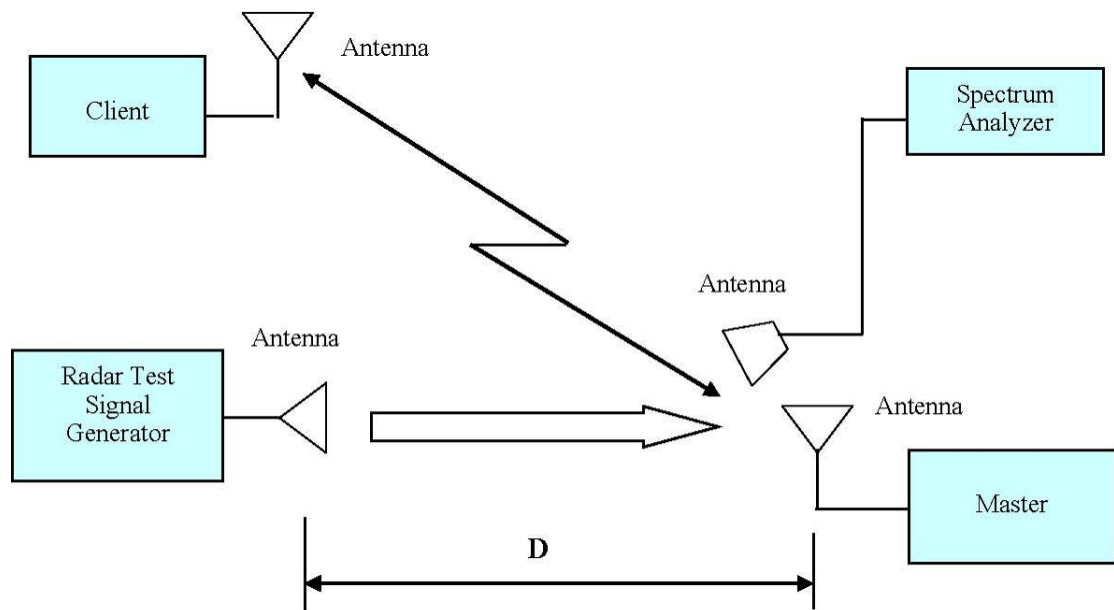 Antenna
Client
Spectrum
Analyzer
Antenna
Antenna
Radar Test
Signal
Generator
Antenna
Master
D